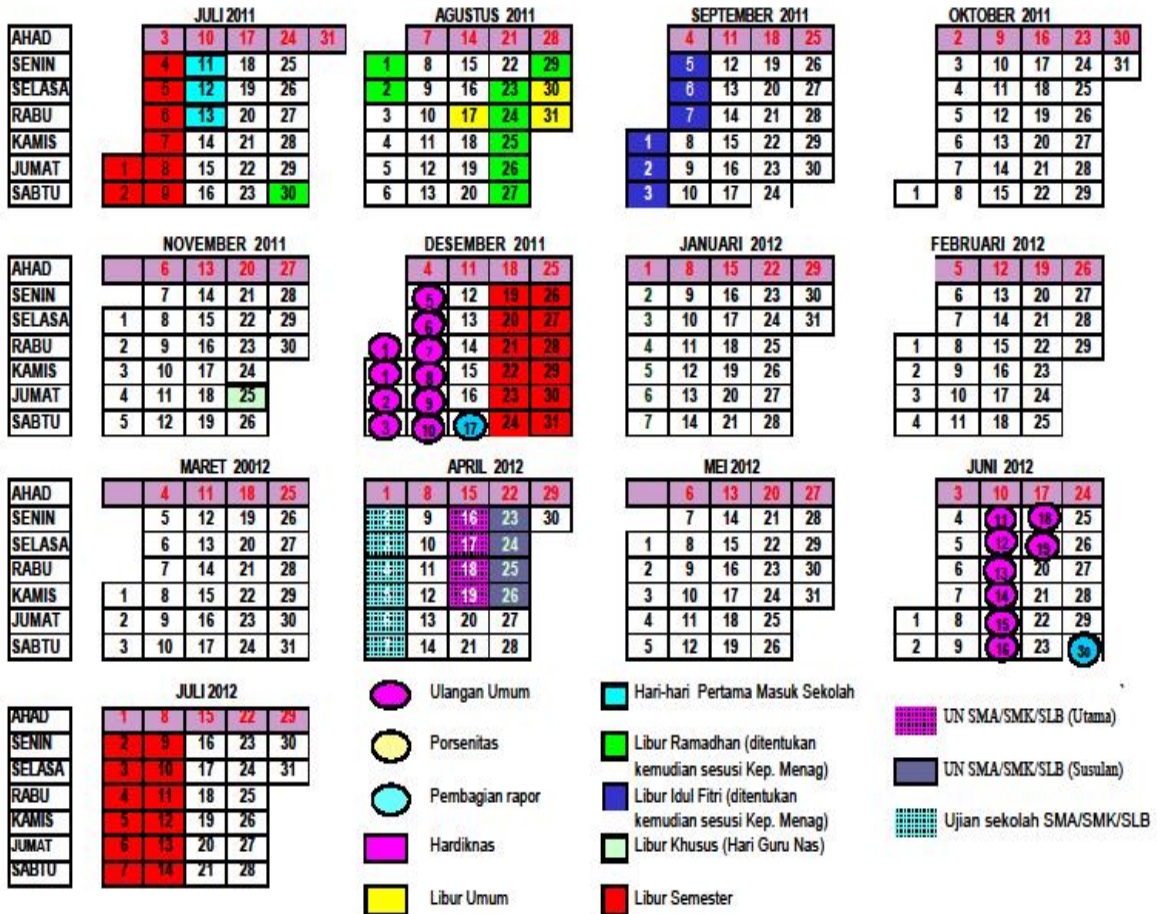 JULI 2011 AGUSTUS 2011 SEPTEMBER 2011 OKTOBER 2011
AHAD 3 10 17 24 31 7 14 21 28 4 11 18 25 2 9 16 23 30
SENIN 4 11 18 25 1 8 15 22 29 5 12 19 26 3 10 17 24 31
SELASA 5 12 19 26 2 9 16 23 30 6 13 20 27 4 11 18 25
RABU 6 13 20 27 3 10 17 24 31 7 14 21 28 5 12 19 26
KAMIS 7 14 21 28 4 11 18 25 1 8 15 22 29 6 13 20 27
JUMAT 1 8 15 22 29 5 12 19 26 2 9 16 23 30 7 14 21 28
SABTU 2 9 16 23 30 6 13 20 27 3 10 17 24 1 8 15 22 29
NOVEMBER 2011 DESEMBER 2011 JANUARI 2012 FEBRUARI 2012
AHAD 6 13 20 27 4 11 18 25 1 8 15 22 29 5 12 19 26
SENIN 7 14 21 28 5 12 19 26 2 9 16 23 30 6 13 20 27
SELASA 1 8 15 22 29 6 13 20 27 3 10 17 24 31 7 14 21 28
RABU 2 9 16 23 30 1 7 14 21 28 4 11 18 25 1 8 15 22 29
KAMIS 3 10 17 24 1 8 15 22 29 5 12 19 26 2 9 16 23
JUMAT 4 11 18 25 2 9 16 23 30 6 13 20 27 3 10 17 24
SABTU 5 12 19 26 3 10 17 24 31 7 14 21 28 4 11 18 25
MARET 20012 APRIL 2012 MEI 2012 JUNI 2012
AHAD 4 11 18 25 1 8 15 22 29 6 13 20 27 3 10 17 24
SENIN 5 12 19 26 2 9 16 23 30 7 14 21 28 4 11 18 25
SELASA 6 13 20 27 3 10 17 24 1 8 15 22 29 5 12 19 26
RABU 7 14 21 28 4 11 18 25 2 9 16 23 30 6 13 20 27
KAMIS 1 8 15 22 29 5 12 19 26 3 10 17 24 31 7 14 21 28
JUMAT 2 9 16 23 30 6 13 20 27 4 11 18 25 1 8 15 22 29
SABTU 3 10 17 24 31 7 14 21 28 5 12 19 26 2 9 16 23 30
JULI 2012
AHAD 1 8 15 22 29
SENIN 2 9 16 23 30
SELASA 3 10 17 24 31
RABU 4 11 18 25
KAMIS 5 12 19 26
JUMAT 6 13 20 27
SABTU 7 14 21 28
Ulangan Umum
Porsenitas
Pembagian rapor
Hardiknas
Libur Umum
Hari-hari Pertama Masuk Sekolah
Libur Ramadhan (ditentukan
kemudian sesusi Kep. Menag)
Libur Idul Fitri (ditentukan
kemudian sesusi Kep. Menag)
Libur Khusus (Hari Guru Nas)
Libur Semester
UN SMA/SMK/SLB (Utama)
UN SMA/SMK/SLB (Susulan)
Ujian sekolah SMA/SMK/SLB